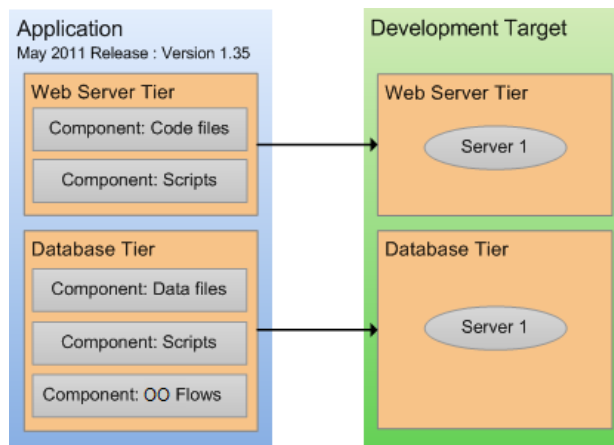 Application
May 2011 Release : Version 1.35
Web Server Tier
Component: Code files
Component: Scripts
Database Tier
Component: Data files
Component: Scripts
Component: OO Flows
Development Target
Web Server Tier
Server 1
Database Tier
Server 1